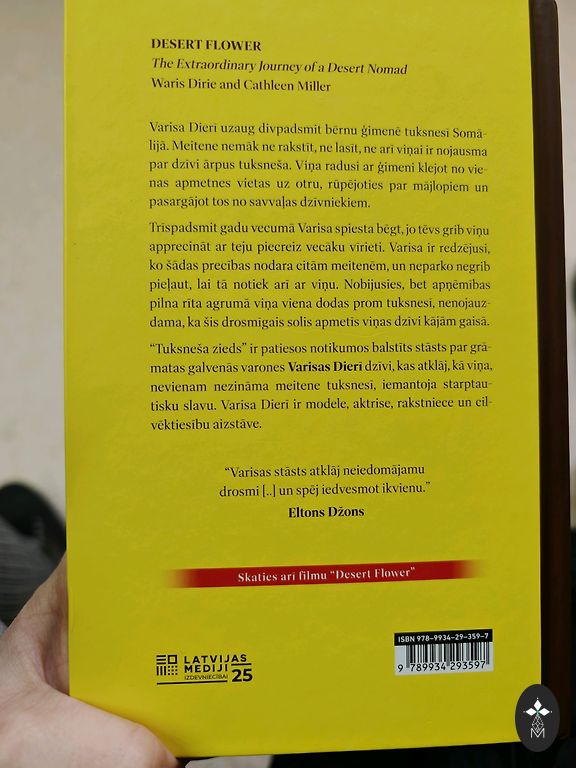 DESERT FLOWER
The Extraordinary Journey of a Desert Nomad
Waris Dirie and Cathleen Miller
Varisa Dierī uzaug divpadsmit bērnu ģimenē tuksnesī Somā-
lijā. Meitene nemāk ne rakstīt, ne lasīt, ne arī viņai ir nojausma
par dzīvi ārpus tuksneša. Viņa radusi ar ģimeni klejot no vie-
nas apmetnes vietas uz otru, rūpējoties par mājlopiem un
pasargājot tos no savvaļas dzīvniekiem.
Trīspadsmit gadu vecumā Varisa spiesta bēgt, jo tēvs grib viņu
apprecināt ar teju piecreiz vecāku vīrieti. Varisa ir redzējusi,
ko šādas precības nodara citām meitenēm, un neparko negrib
pieļaut, lai tā notiek arī ar viņu. Nobijusies, bet apņēmības
pilna rīta agrumā viņa viena dodas prom tuksnesī, nenojauz-
dama, ka šis drosmīgais solis apmetīs viņas dzīvi kājām gaisā.
“Tuksneša zieds” ir patiesos notikumos balstīts stāsts par grā-
matas galvenās varones Varisas Dierī dzīvi, kas atklāj, kā viņa,
nevienam nezināma meitene tuksnesī, iemantoja starptau-
tisku slavu. Varisa Dierī ir modele, aktrise, rakstniece un cil-
vēktiesību aizstāve.
“Varisas stāsts atklāj neiedomājamu
drosmi [..] un spēj iedvesmot ikvienu.”
Eltons Džons
Skaties arī filmu “Desert Flower”
ISBN 978-9934-29-359-7
9 789934 293597
LATVIJAS
MEDIJI
IZDEVNIECĪBAI 25
M